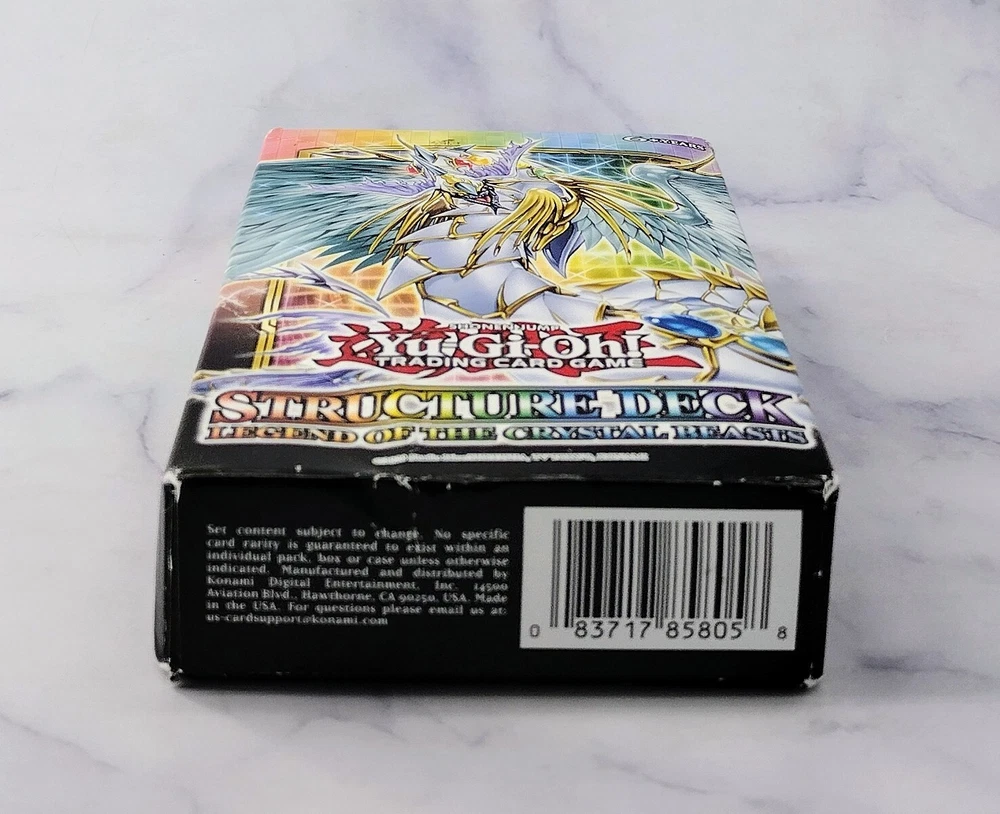 6+ YEARS
SHONEN JUMP
Yu-Gi-Oh!
TRADING CARD GAME
STRUCTURE DECK
LEGEND OF THE CRYSTAL BEASTS
Set content subject to change. No specific
card rarity is guaranteed to exist within an
individual pack, box or case unless otherwise
indicated. Manufactured and distributed by
Konami Digital Entertainment, Inc. 14500
Aviation Blvd., Hawthorne, CA 90250, USA. Made
in the USA. For questions please email us at:
us-cardsupport@konami.com
0 83717 85805 8